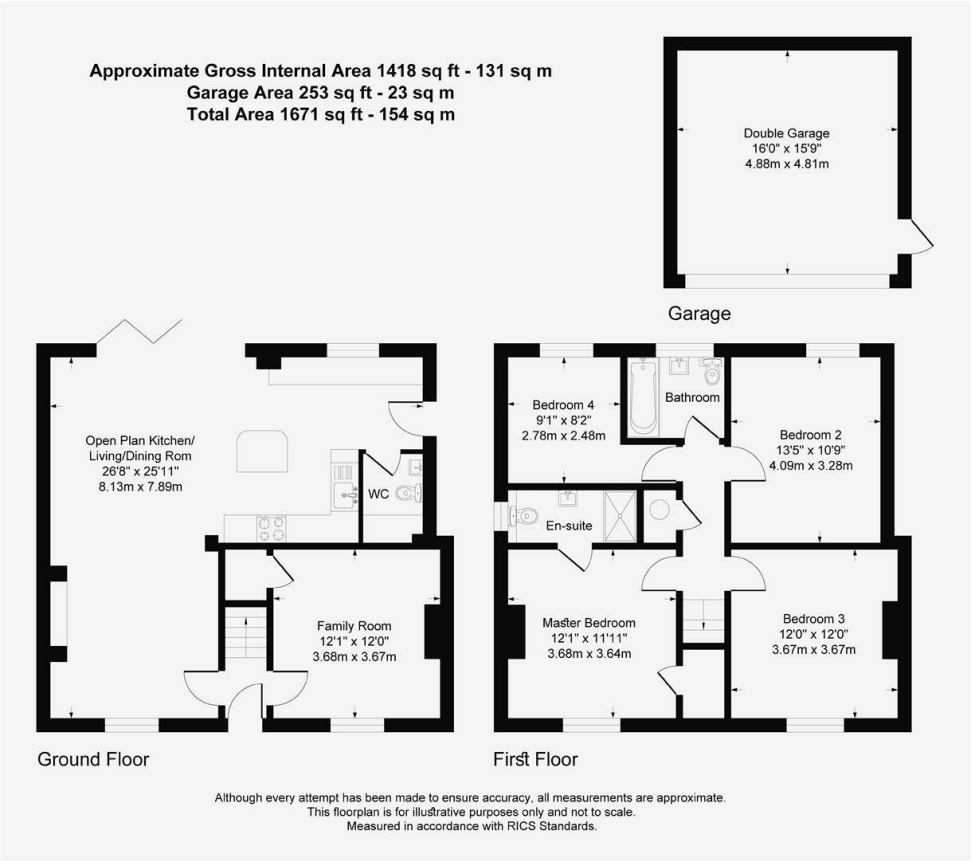 Approximate Gross Internal Area 1418 sq ft - 131 sq m
Garage Area 253 sq ft - 23 sq m
Total Area 1671 sq ft - 154 sq m
Double Garage
16'0" x 15'9"
4.88m x 4.81m
Garage
Open Plan Kitchen/
Living/Dining Rom
26'8" x 25'11"
8.13m x 7.89m
WC
Family Room
12'1" x 12'0"
3.68m x 3.67m
Ground Floor
Bedroom 4
9'1" x 8'2"
2.78m x 2.48m
Bathroom
Bedroom 2
13'5" x 10'9"
4.09m x 3.28m
En-suite
Master Bedroom
12'1" x 11'11"
3.68m x 3.64m
Bedroom 3
12'0" x 12'0"
3.67m x 3.67m
First Floor
Although every attempt has been made to ensure accuracy, all measurements are approximate.
This floorplan is for illustrative purposes only and not to scale.
Measured in accordance with RICS Standards.